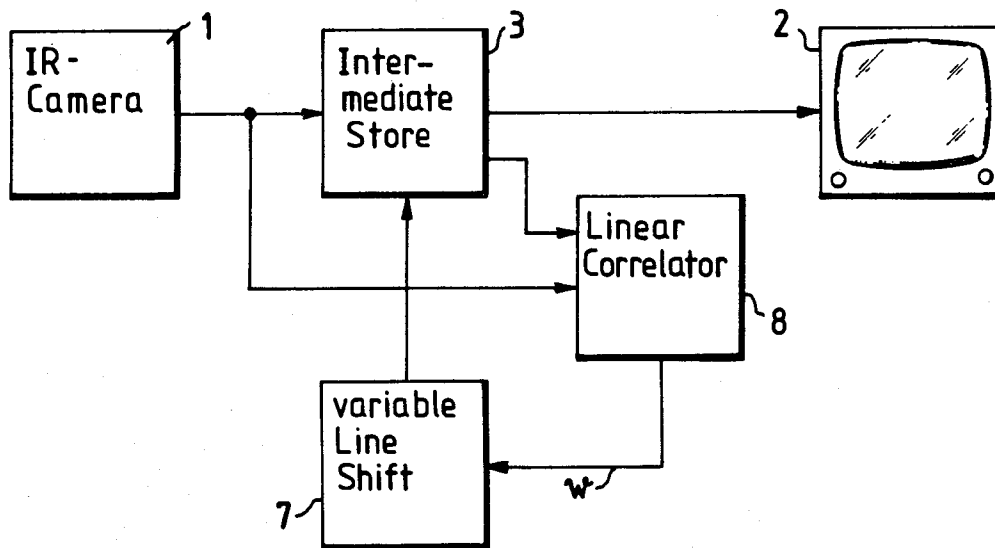 1
IR-
Camera
3
Inter-
mediate
Store
2
Linear
Correlator
8
variable
Line
Shift
7
w